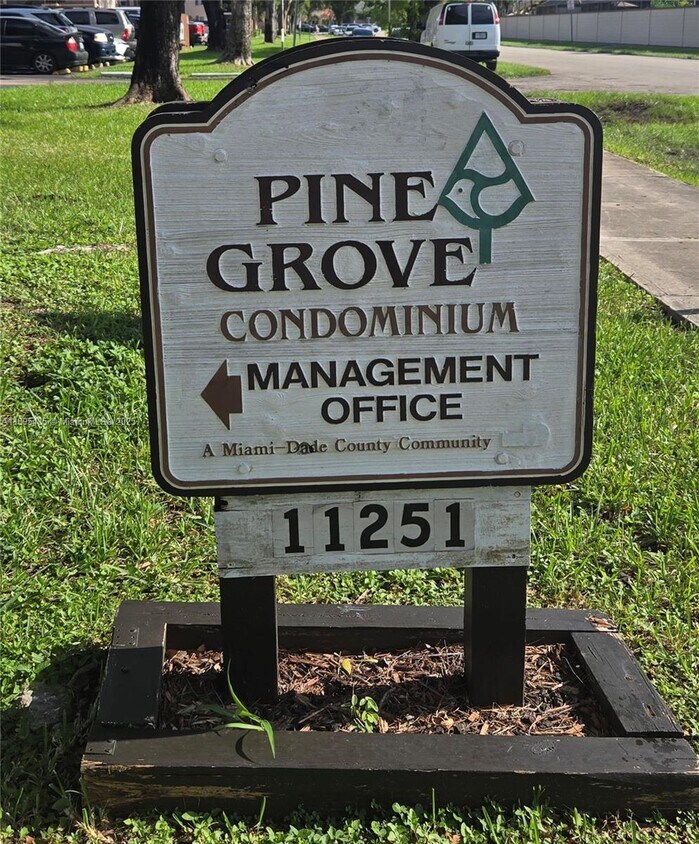 PINE
GROVE
CONDOMINIUM
MANAGEMENT
OFFICE
A Miami-Dade County Community
11251